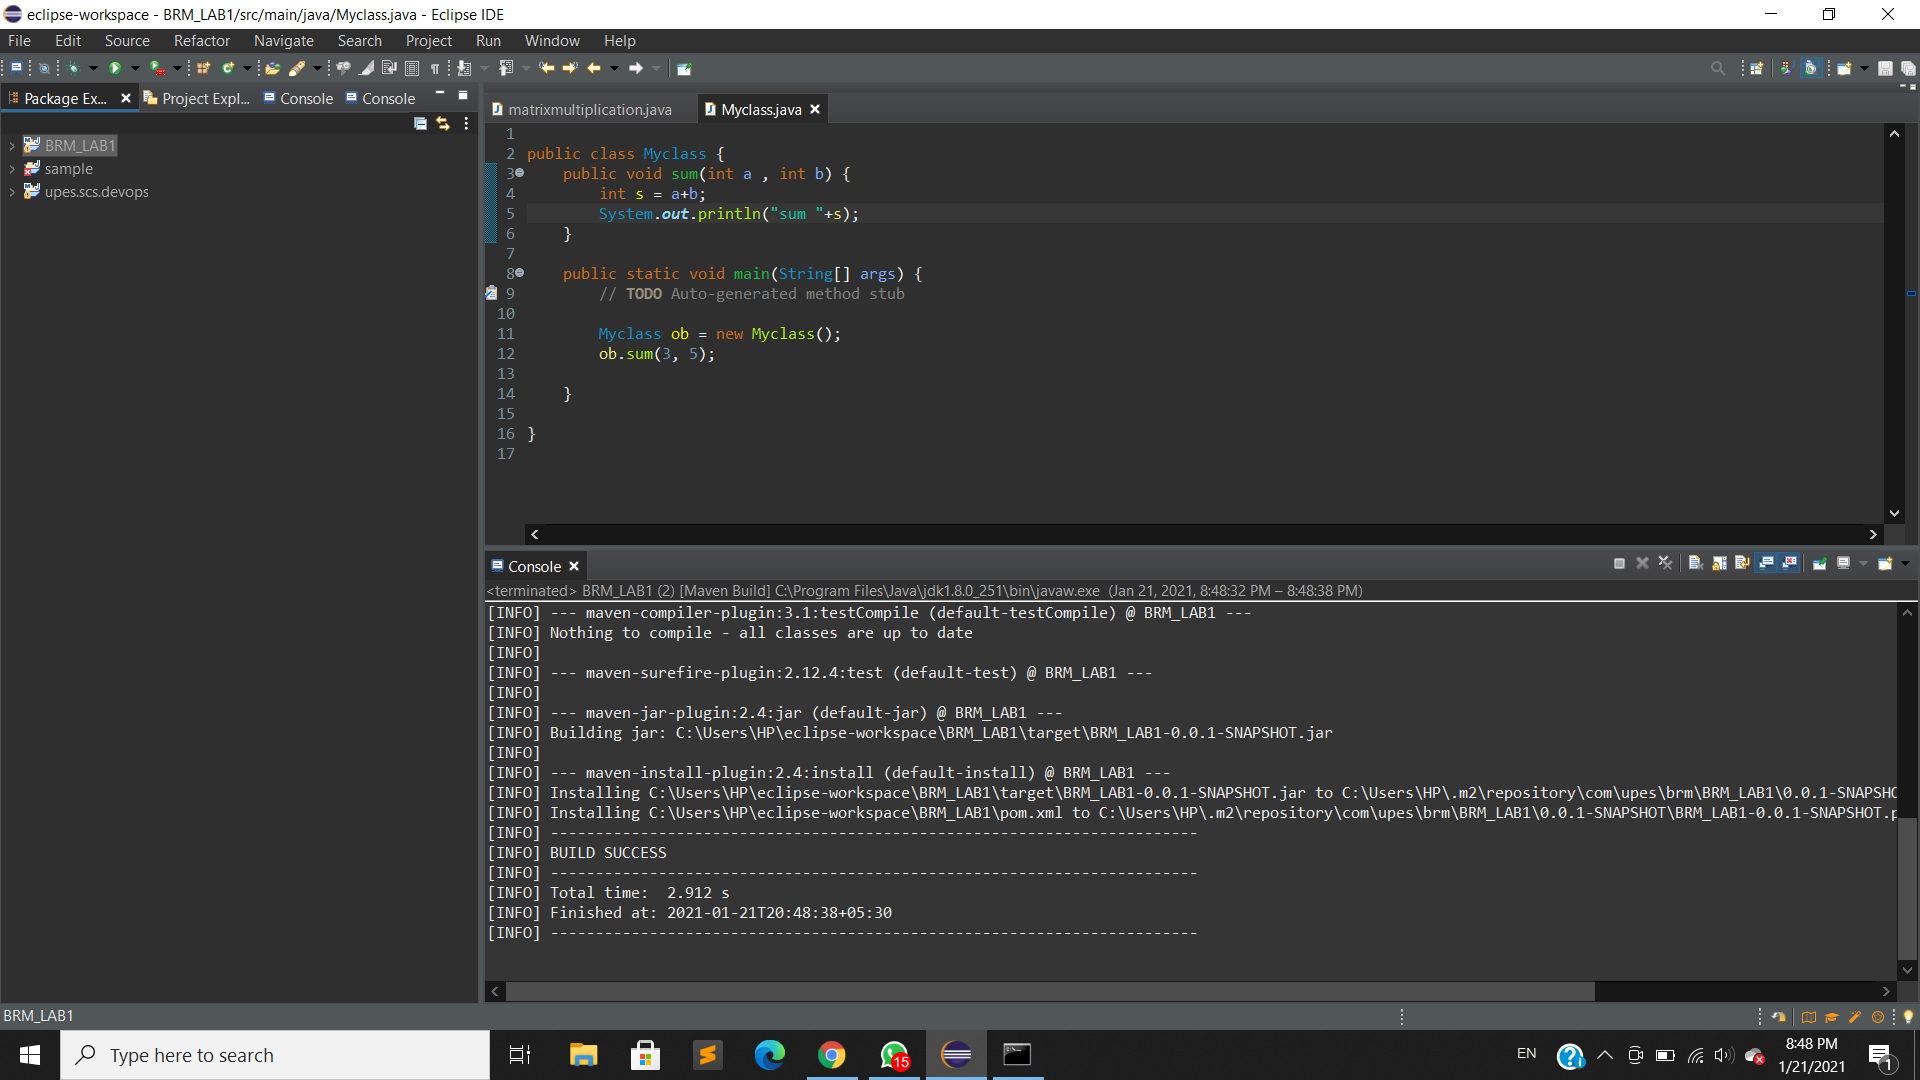 eclipse-workspace - BRM_LAB1/src/main/java/Myclass.java - Eclipse IDE
File Edit Source Refactor Navigate Search Project Run Window Help
Package Ex... Project Expl... Console Console
BRM_LAB1
sample
upes.scs.devops
matrixmultiplication.java Myclass.java
1
2 public class Myclass {
3 public void sum(int a , int b) {
4 int s = a+b;
5 System.out.println("sum "+s);
6 }
7
8 public static void main(String[] args) {
9 // TODO Auto-generated method stub
10
11 Myclass ob = new Myclass();
12 ob.sum(3, 5);
13
14 }
15
16 }
17
Console
<terminated> BRM_LAB1 (2) [Maven Build] C:\Program Files\Java\jdk1.8.0_251\bin\javaw.exe (Jan 21, 2021, 8:48:32 PM – 8:48:38 PM)
[INFO] --- maven-compiler-plugin:3.1:testCompile (default-testCompile) @ BRM_LAB1 ---
[INFO] Nothing to compile - all classes are up to date
[INFO]
[INFO] --- maven-surefire-plugin:2.12.4:test (default-test) @ BRM_LAB1 ---
[INFO]
[INFO] --- maven-jar-plugin:2.4:jar (default-jar) @ BRM_LAB1 ---
[INFO] Building jar: C:\Users\HP\eclipse-workspace\BRM_LAB1\target\BRM_LAB1-0.0.1-SNAPSHOT.jar
[INFO]
[INFO] --- maven-install-plugin:2.4:install (default-install) @ BRM_LAB1 ---
[INFO] Installing C:\Users\HP\eclipse-workspace\BRM_LAB1\target\BRM_LAB1-0.0.1-SNAPSHOT.jar to C:\Users\HP\.m2\repository\com\upes\brm\BRM_LAB1\0.0.1-SNAPSHO
[INFO] Installing C:\Users\HP\eclipse-workspace\BRM_LAB1\pom.xml to C:\Users\HP\.m2\repository\com\upes\brm\BRM_LAB1\0.0.1-SNAPSHOT\BRM_LAB1-0.0.1-SNAPSHOT.p
[INFO] ------------------------------------------------------------------------
[INFO] BUILD SUCCESS
[INFO] ------------------------------------------------------------------------
[INFO] Total time:  2.912 s
[INFO] Finished at: 2021-01-21T20:48:38+05:30
[INFO] ------------------------------------------------------------------------
BRM_LAB1
Type here to search
15
EN
8:48 PM
1/21/2021
1